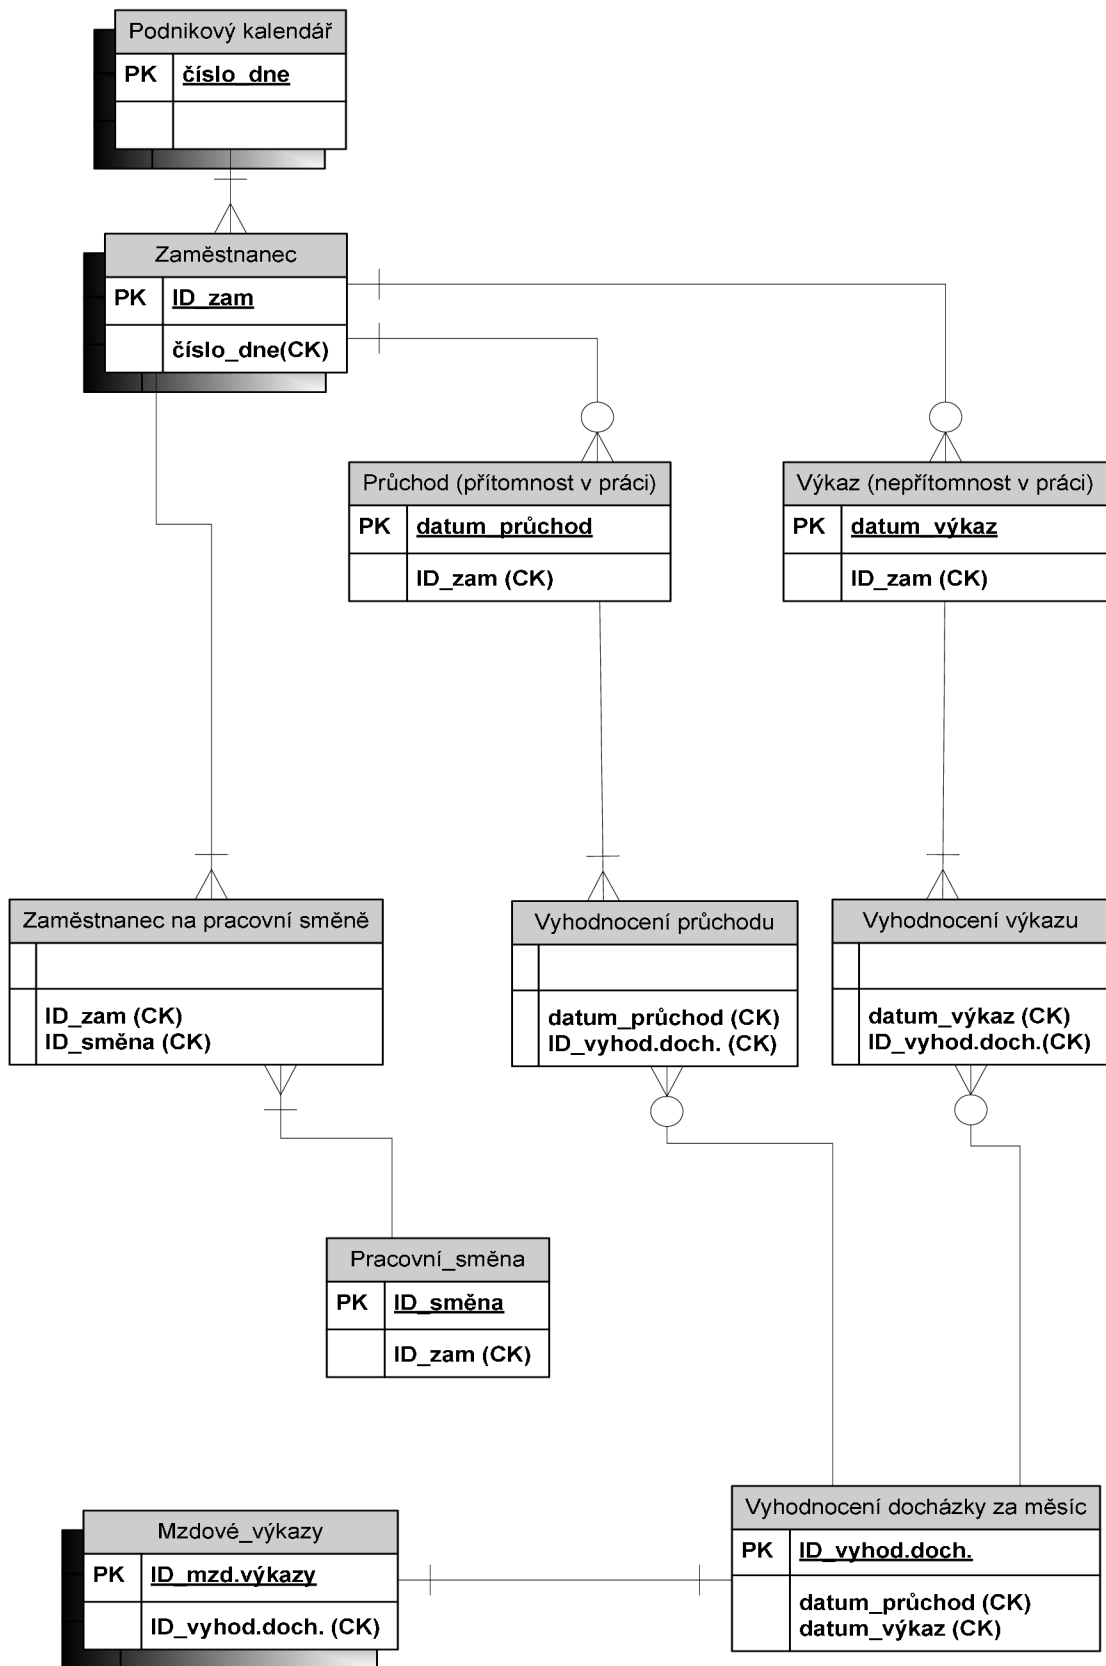 Podnikový kalendář
PK číslo_dne
Zaměstnanec
PK ID_zam
číslo_dne(CK)
Průchod (přítomnost v práci)
PK datum_průchod
ID_zam (CK)
Výkaz (nepřítomnost v práci)
PK datum_výkaz
ID_zam (CK)
Zaměstnanec na pracovní směně
ID_zam (CK)
ID_směna (CK)
Vyhodnocení průchodu
datum_průchod (CK)
ID_vyhod.doch. (CK)
Vyhodnocení výkazu
datum_výkaz (CK)
ID_vyhod.doch.(CK)
Pracovní_směna
PK ID_směna
ID_zam (CK)
Mzdové_výkazy
PK ID_mzd.výkazy
ID_vyhod.doch. (CK)
Vyhodnocení docházky za měsíc
PK ID_vyhod.doch.
datum_průchod (CK)
datum_výkaz (CK)